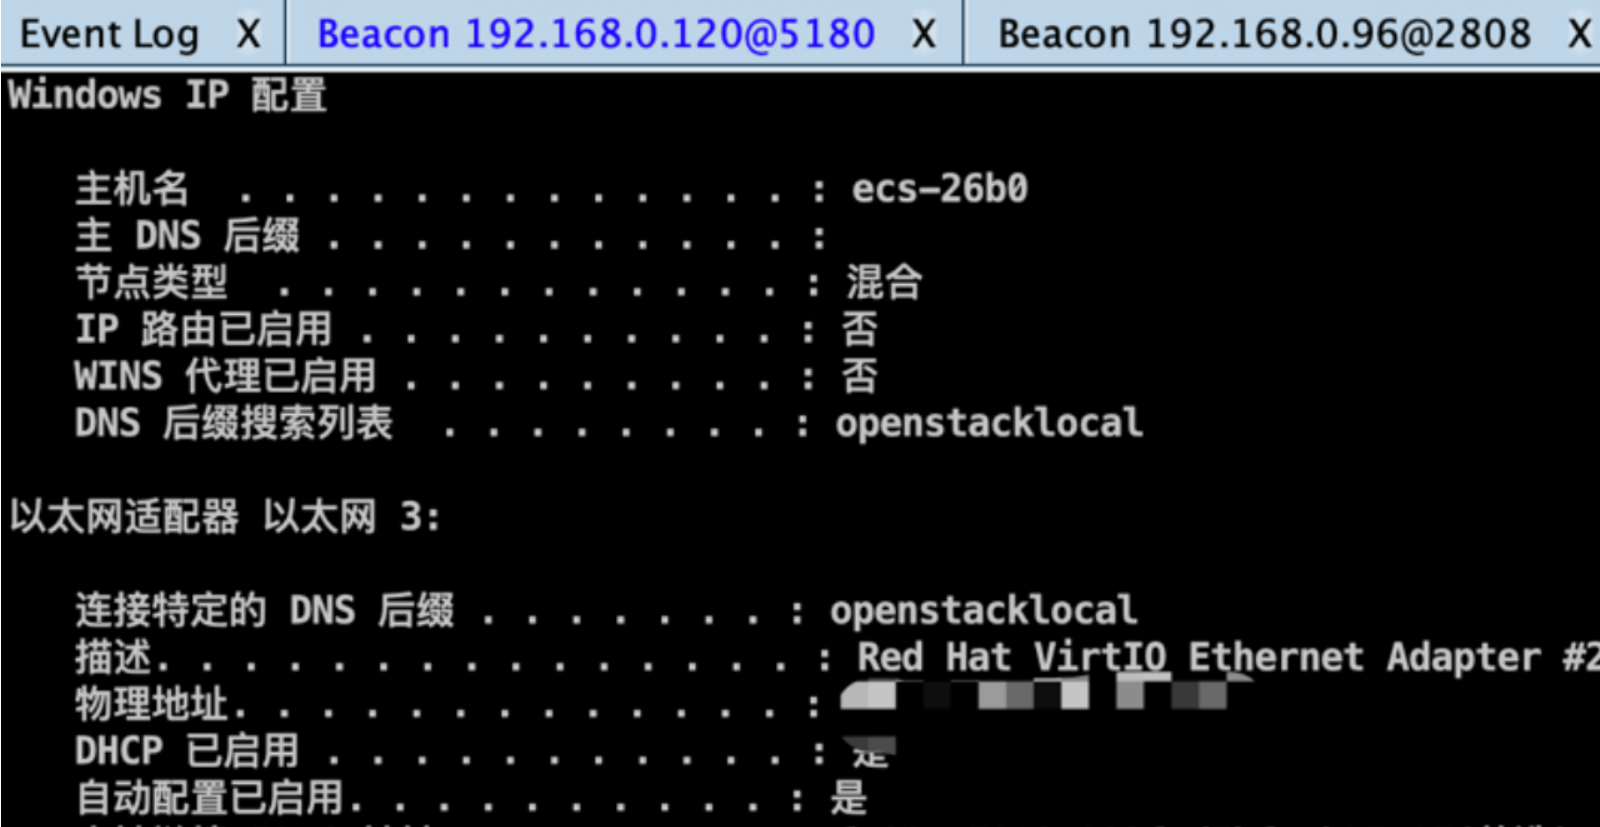 Event Log X Beacon 192.168.0.120@5180 X Beacon 192.168.0.96@2808 X
Windows IP 配置
主机名 . . . . . . . . . . . . . . . . . . . . : ecs-26b0
主 DNS 后缀 . . . . . . . . . . . . . . . . :
节点类型 . . . . . . . . . . . . . . . . . . : 混合
IP 路由已启用 . . . . . . . . . . . . . . . : 否
WINS 代理已启用 . . . . . . . . . . . . . : 否
DNS 后缀搜索列表 . . . . . . . . . . . . : openstacklocal
以太网适配器 以太网 3:
连接特定的 DNS 后缀 . . . . . . . . . . . : openstacklocal
描述. . . . . . . . . . . . . . . . . . . . . . : Red Hat VirtIO Ethernet Adapter #2
物理地址. . . . . . . . . . . . . . . . . . . . :
DHCP 已启用 . . . . . . . . . . . . . . . . . : 是
自动配置已启用. . . . . . . . . . . . . . . . : 是